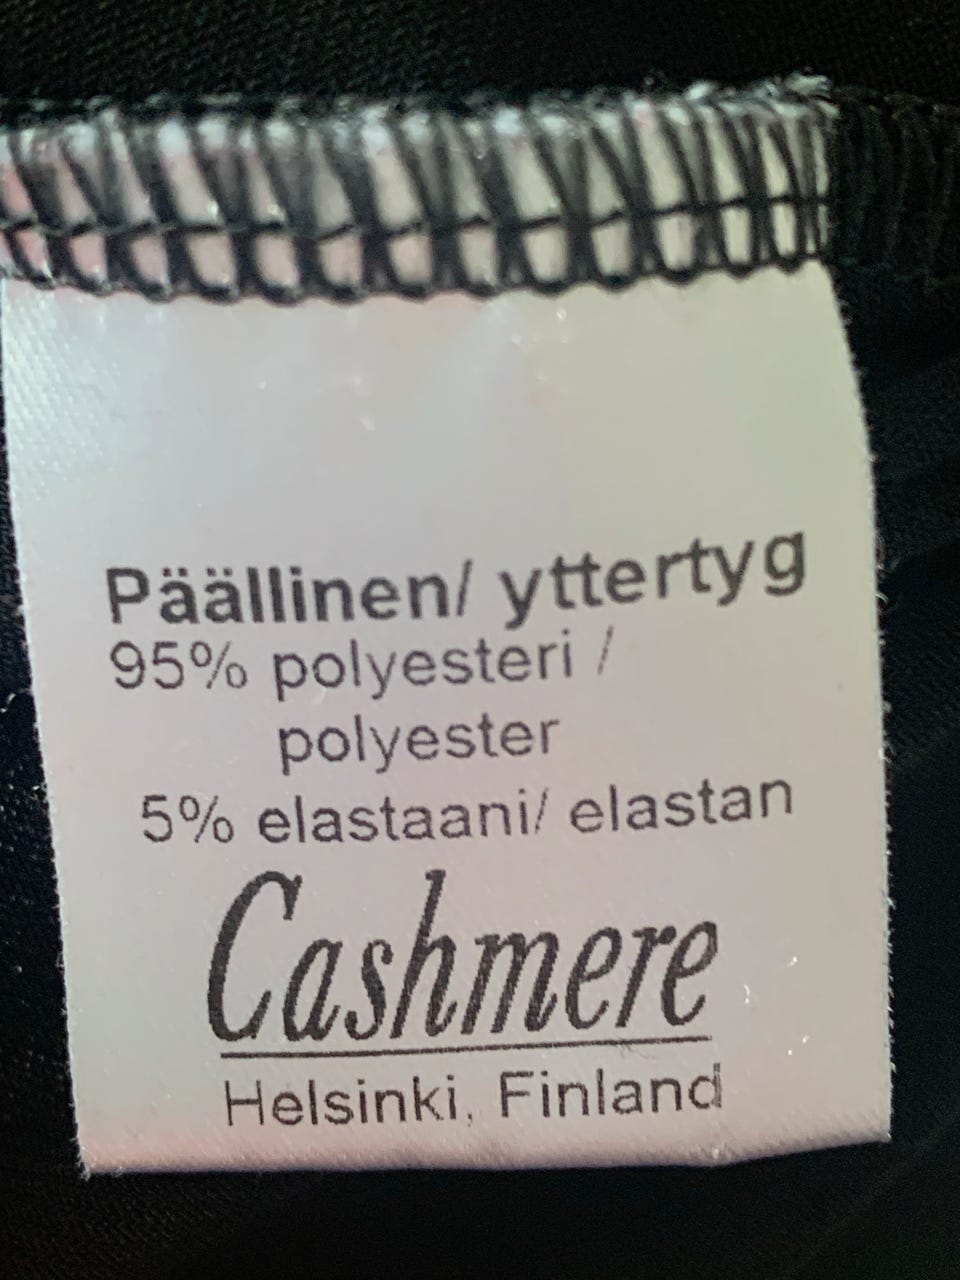 Päällinen/ yttertyg
95% polyesteri /
polyester
5% elastaani/ elastan
Cashmere
Helsinki, Finland